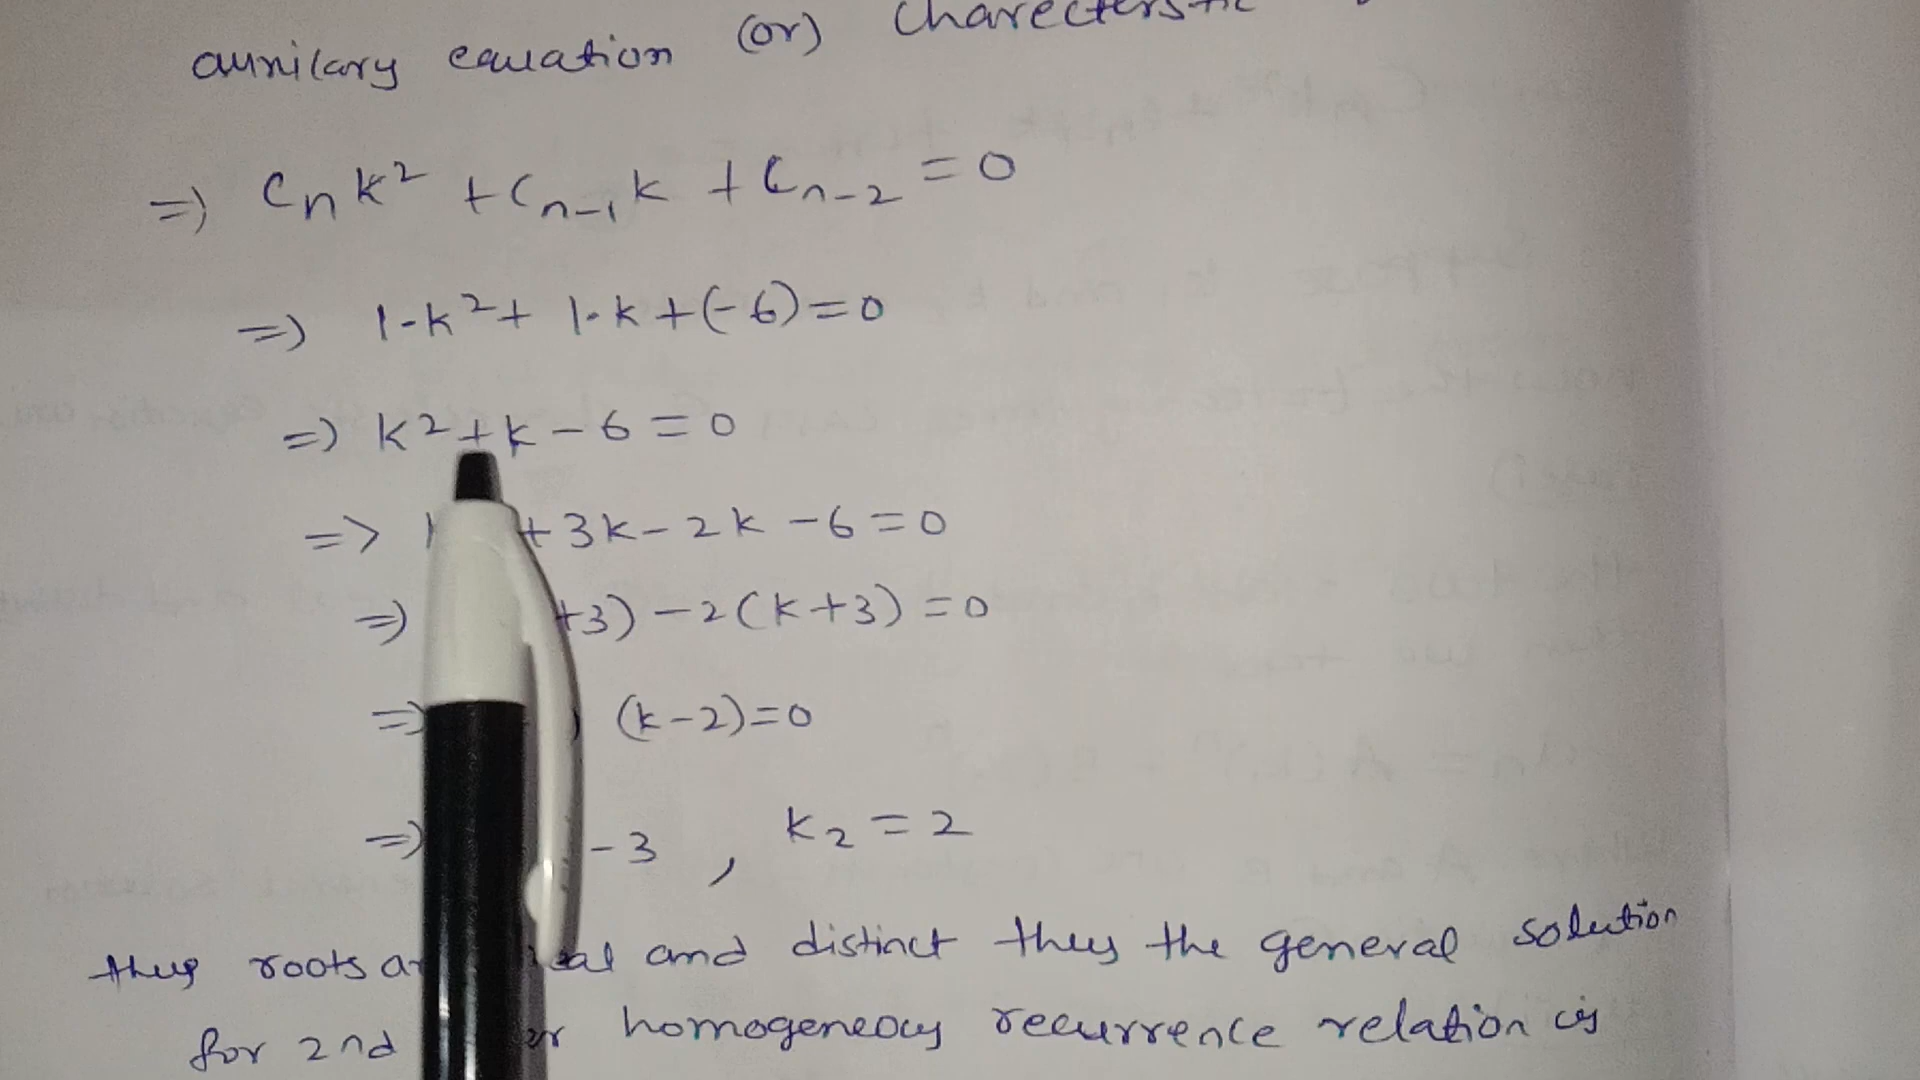 auxilary equation (or) Charecterstic
=> Cnk² + Cn-1k + Cn-2 = 0
=> 1·k² + 1·k + (-6) = 0
=> k² + k - 6 = 0
=> + 3k - 2k - 6 = 0
=> +3) - 2(k+3) = 0
=> (k-2) = 0
=> -3 , k2 = 2
thus roots and distinct thus the general solution
for 2nd homogeneous recurrence relation is